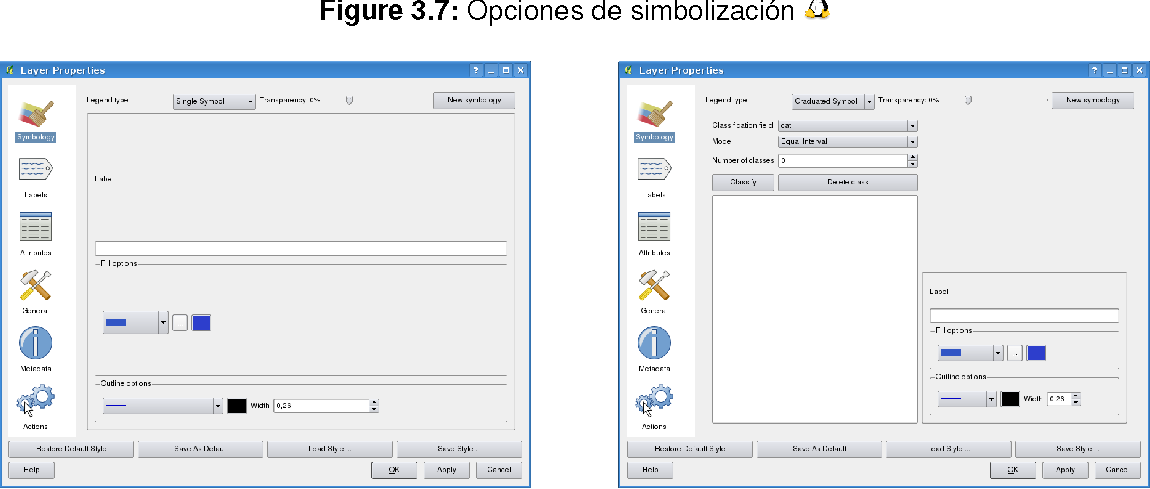 Figure 3.7: Opciones de simbolización
Layer Properties
Legend type Single Symbol Transparency: 0% New symbology
Symbology
Label
Labels
Attributes
Fill options
General
Metadata
Outline options
Width 0,26
Actions
Restore Default Style Save As Default Load Style ... Save Style...
Help OK Apply Cancel
Layer Properties
Legend type Graduated Symbol Transparency: 0% New symbology
Classification field cat
Symbology
Mode Equal Interval
Number of classes 0
Classify Delete class
Labels
Attributes
Label
General
Fill options
...
Metadata
Outline options
Width 0,26
Actions
Restore Default Style Save As Default Load Style ... Save Style...
Help OK Apply Cancel